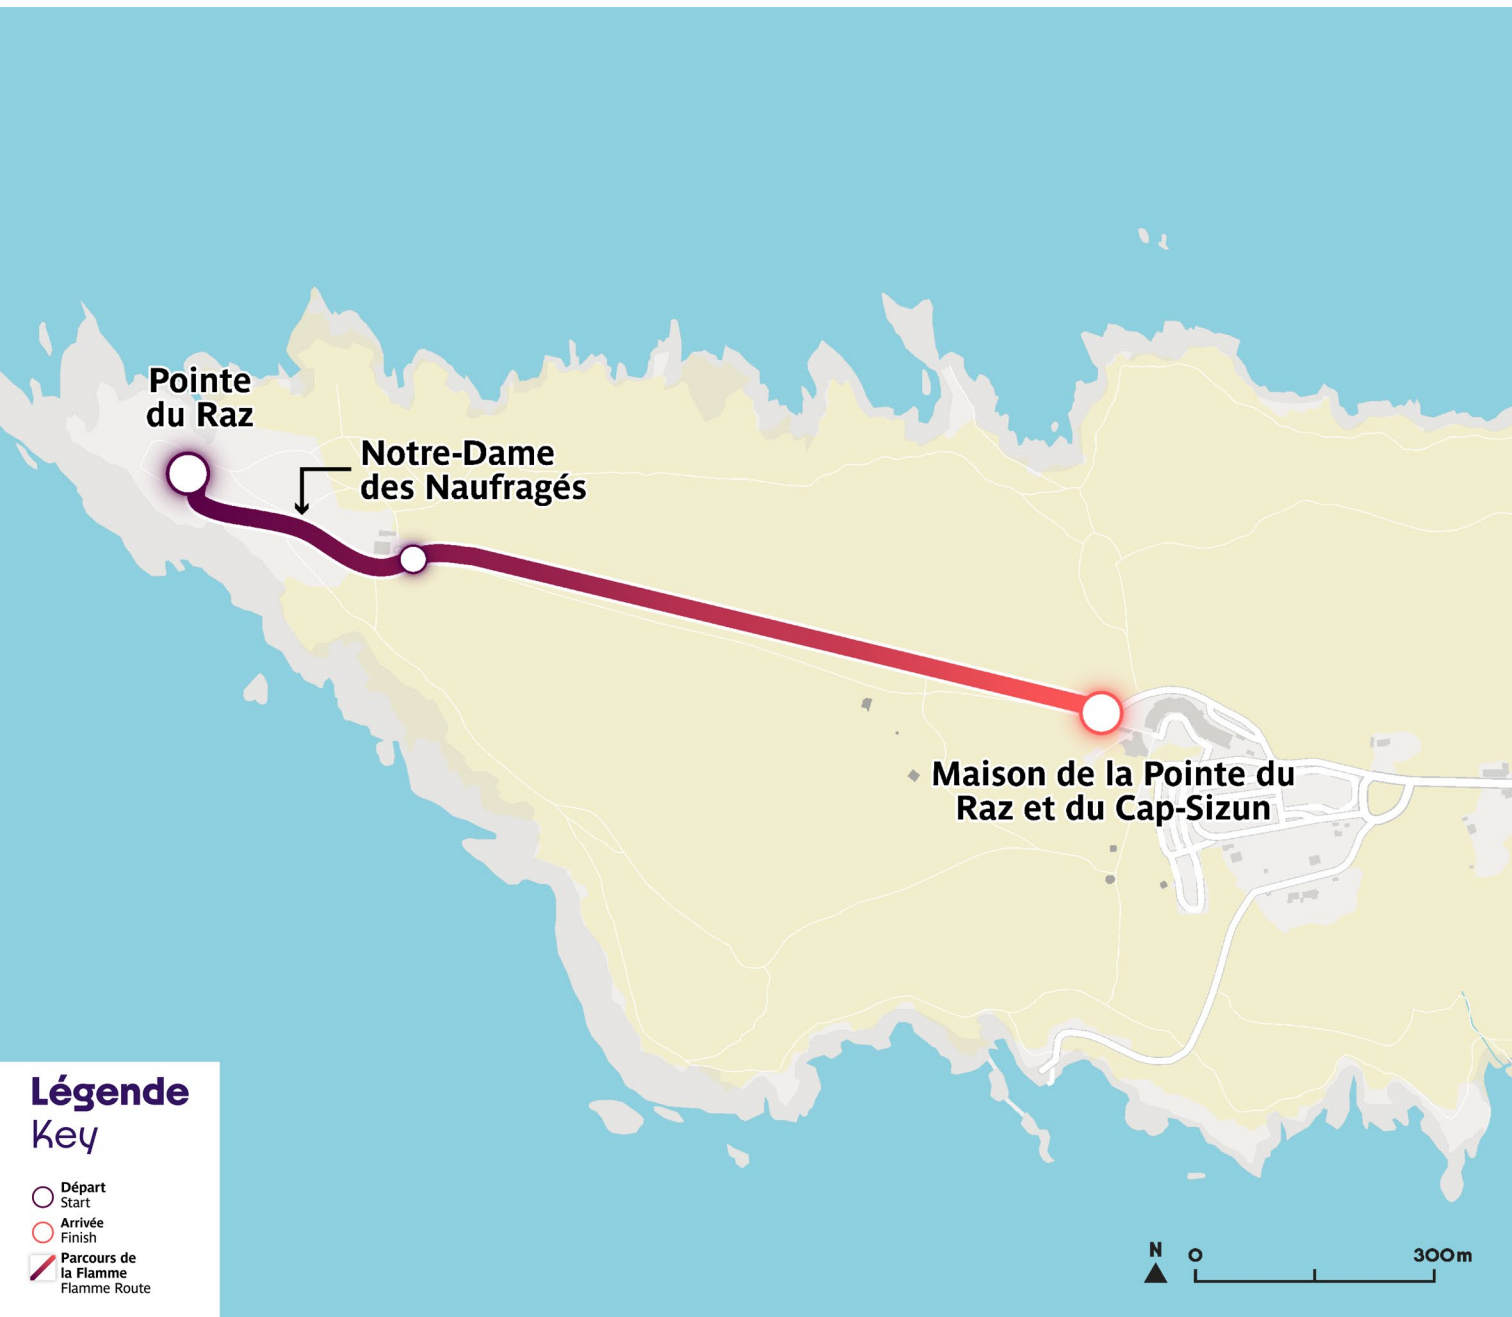 Pointe
du Raz
Notre-Dame
des Naufragés
Maison de la Pointe du
Raz et du Cap-Sizun
Légende
Key
Départ
Start
Arrivée
Finish
Parcours de
la Flamme
Flamme Route
N 0 300m